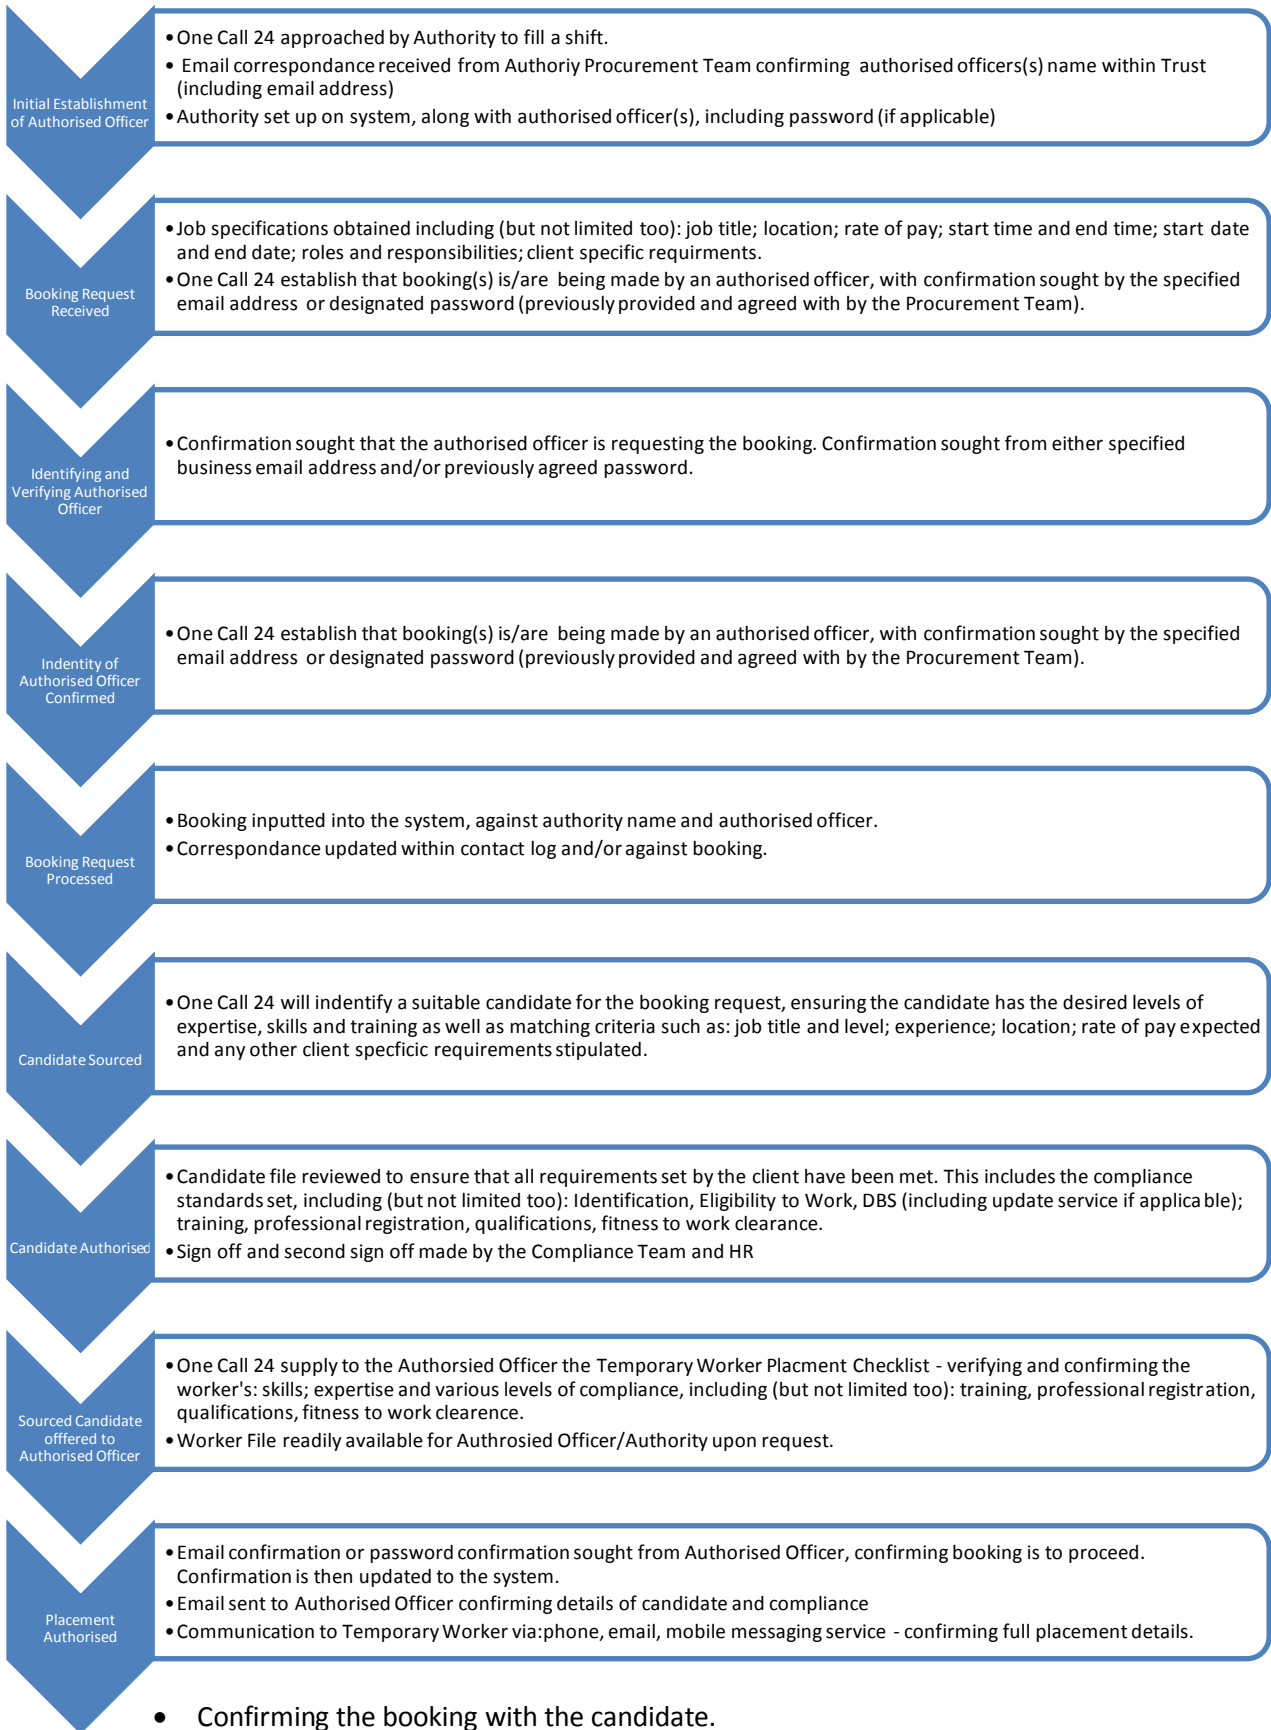 Initial Establishment
of Authorised Officer
•One Call 24 approached by Authority to fill a shift.
• Email correspondance received from Authoriy Procurement Team confirming authorised officers(s) name within Trust
(including email address)
•Authority set up on system, along with authorised officer(s), including password (if applicable)
Booking Request
Received
•Job specifications obtained including (but not limited too): job title; location; rate of pay; start time and end time; start date
and end date; roles and responsibilities; client specific requirments.
•One Call 24 establish that booking(s) is/are being made by an authorised officer, with confirmation sought by the specified
email address or designated password (previously provided and agreed with by the Procurement Team).
Identifying and
Verifying Authorised
Officer
•Confirmation sought that the authorised officer is requesting the booking. Confirmation sought from either specified
business email address and/or previously agreed password.
Indentity of
Authorised Officer
Confirmed
•One Call 24 establish that booking(s) is/are being made by an authorised officer, with confirmation sought by the specified
email address or designated password (previously provided and agreed with by the Procurement Team).
Booking Request
Processed
•Booking inputted into the system, against authority name and authorised officer.
•Correspondance updated within contact log and/or against booking.
Candidate Sourced
•One Call 24 will indentify a suitable candidate for the booking request, ensuring the candidate has the desired levels of
expertise, skills and training as well as matching criteria such as: job title and level; experience; location; rate of pay expected
and any other client specficic requirements stipulated.
Candidate Authorised
•Candidate file reviewed to ensure that all requirements set by the client have been met. This includes the compliance
standards set, including (but not limited too): Identification, Eligibility to Work, DBS (including update service if applicable);
training, professional registration, qualifications, fitness to work clearance.
•Sign off and second sign off made by the Compliance Team and HR
Sourced Candidate
offfered to
Authorised Officer
•One Call 24 supply to the Authorsied Officer the Temporary Worker Placment Checklist - verifying and confirming the
worker's: skills; expertise and various levels of compliance, including (but not limited too): training, professional registration,
qualifications, fitness to work clearence.
•Worker File readily available for Authrosied Officer/Authority upon request.
Placement
Authorised
•Email confirmation or password confirmation sought from Authorised Officer, confirming booking is to proceed.
Confirmation is then updated to the system.
•Email sent to Authorised Officer confirming details of candidate and compliance
•Communication to Temporary Worker via:phone, email, mobile messaging service - confirming full placement details.
• Confirming the booking with the candidate.